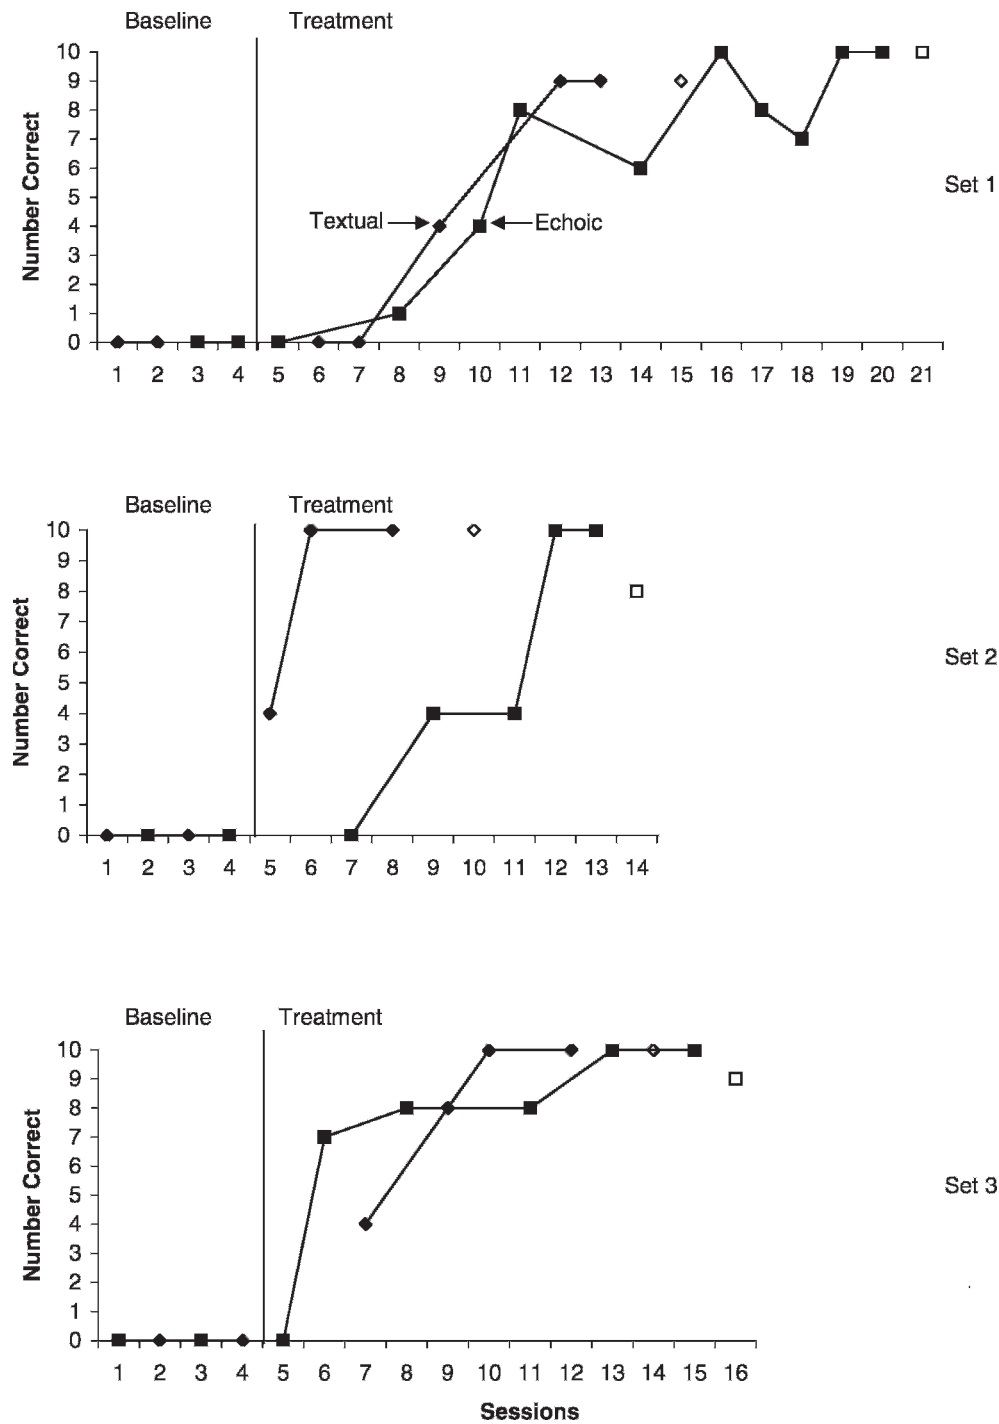 Baseline Treatment
10
9
8
7
6
5
4
3
2
1
0
Number Correct
Textual Echoic
Set 1
1 2 3 4 5 6 7 8 9 10 11 12 13 14 15 16 17 18 19 20 21
Baseline Treatment
10
9
8
7
6
5
4
3
2
1
0
Number Correct
Set 2
1 2 3 4 5 6 7 8 9 10 11 12 13 14
Baseline Treatment
10
9
8
7
6
5
4
3
2
1
0
Number Correct
Set 3
1 2 3 4 5 6 7 8 9 10 11 12 13 14 15 16
Sessions